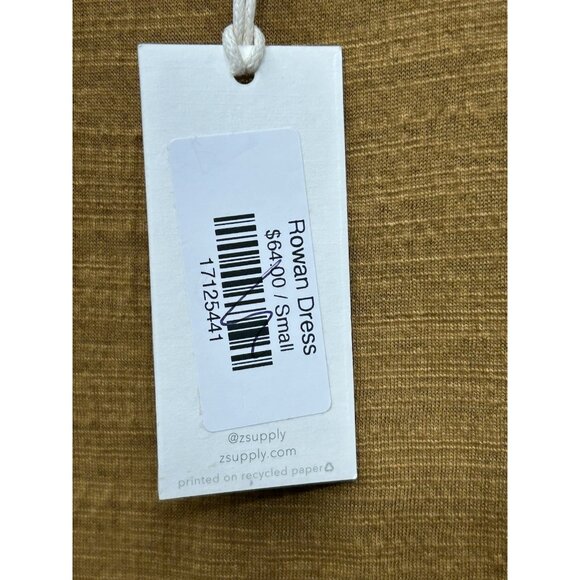 Rowan Dress
$64.00 / Small
17125441
@zsupply
zsupply.com
printed on recycled paper